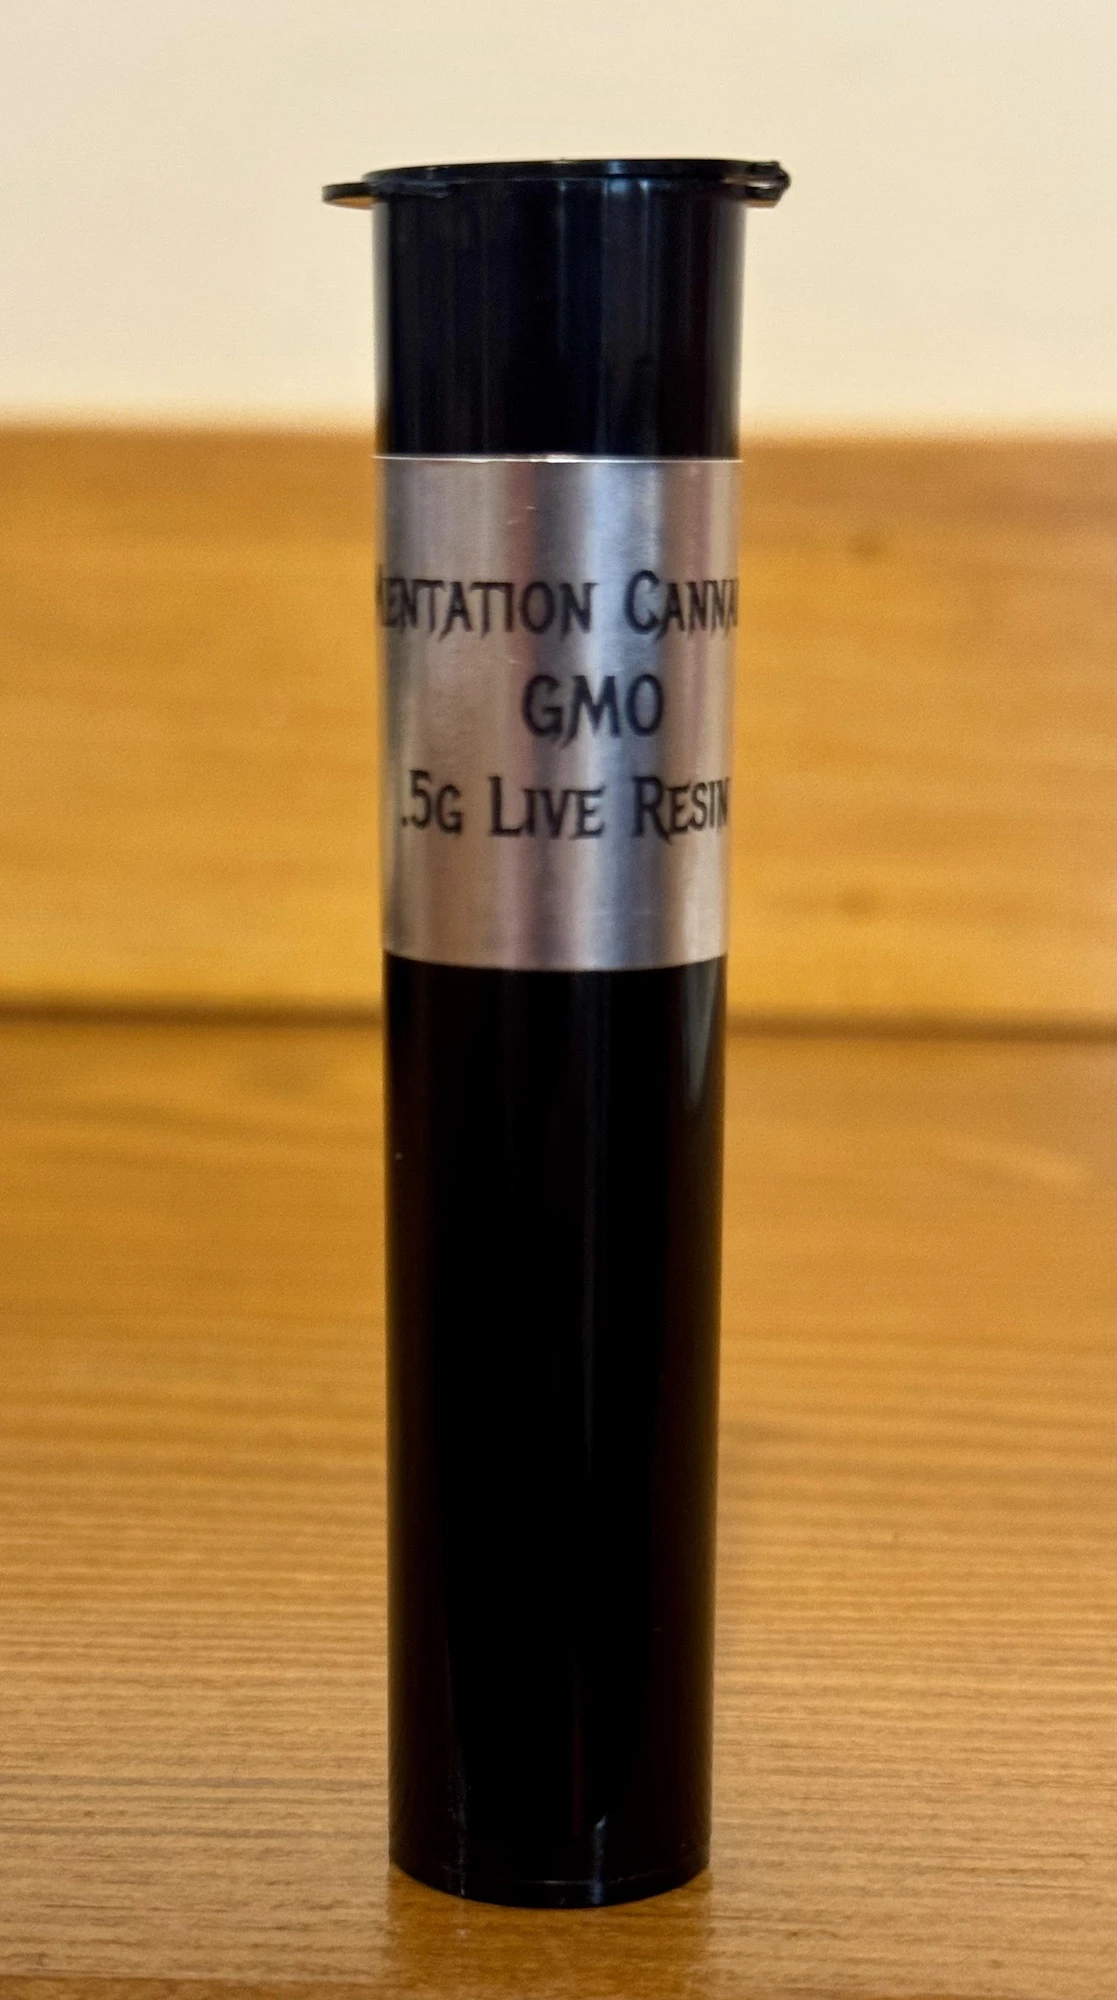 ENTATION CANNA
GMO
.5G LIVE RESIN